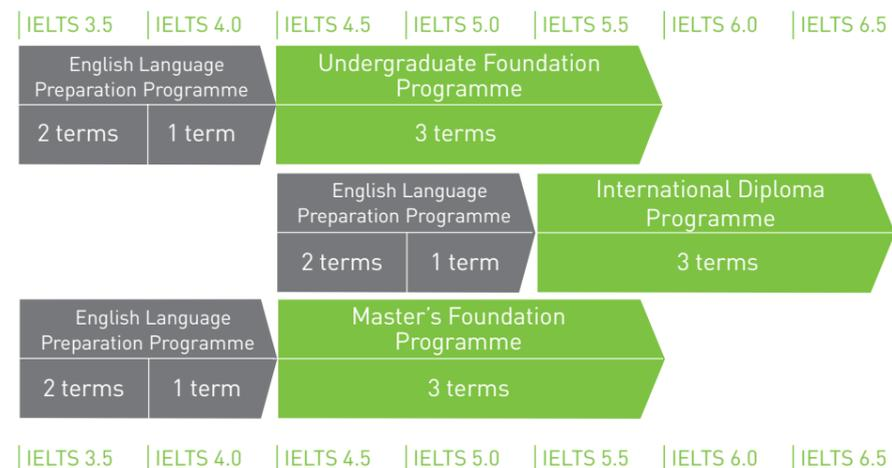 IELTS 3.5 IELTS 4.0 IELTS 4.5 IELTS 5.0 IELTS 5.5 IELTS 6.0 IELTS 6.5
English Language
Preparation Programme
2 terms 1 term
Undergraduate Foundation
Programme
3 terms
English Language
Preparation Programme
2 terms 1 term
International Diploma
Programme
3 terms
English Language
Preparation Programme
2 terms 1 term
Master's Foundation
Programme
3 terms
IELTS 3.5 IELTS 4.0 IELTS 4.5 IELTS 5.0 IELTS 5.5 IELTS 6.0 IELTS 6.5